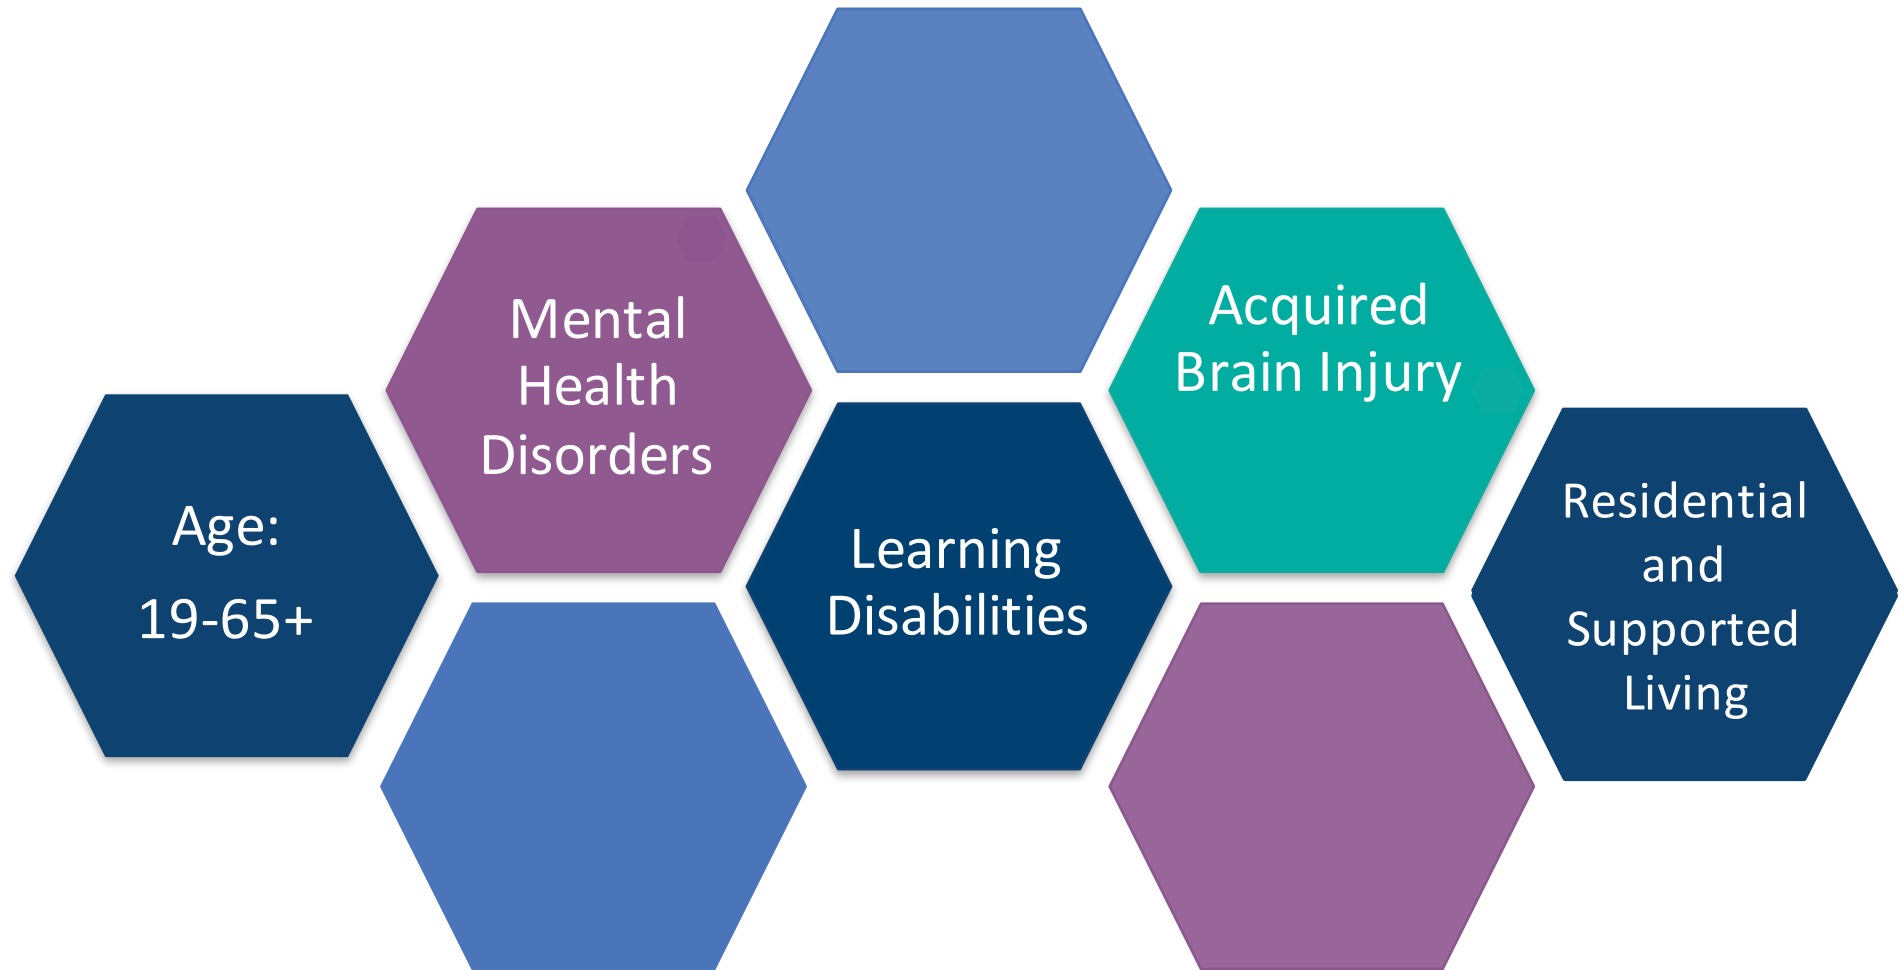 Age:
19-65+
Mental
Health
Disorders
Learning
Disabilities
Acquired
Brain Injury
Residential
and
Supported
Living